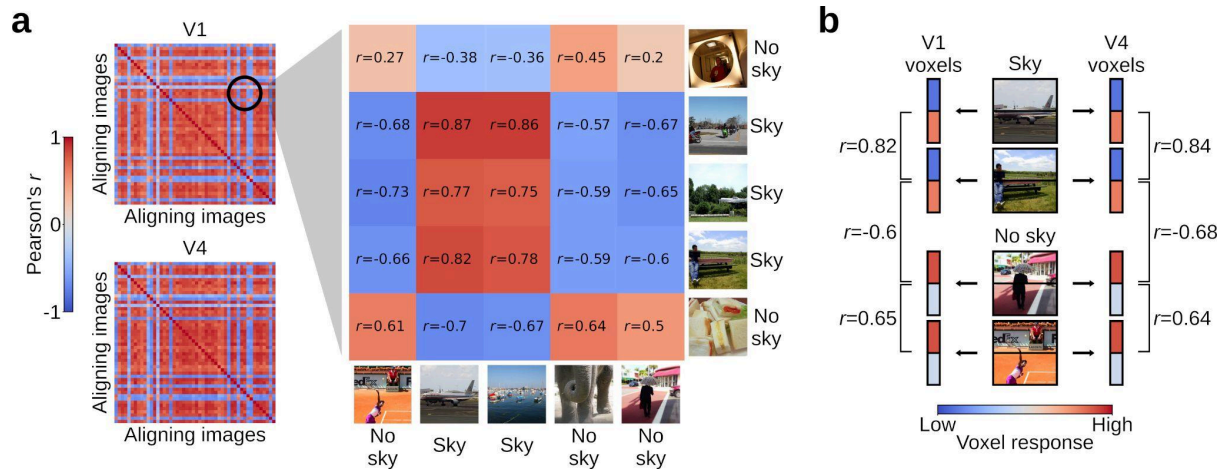 a
V1
Aligning images
Aligning images
Pearson's r
1
0
-1
V4
Aligning images
Aligning images
r=0.27 r=-0.38 r=-0.36 r=0.45 r=0.2
No
sky
r=-0.68 r=0.87 r=0.86 r=-0.57 r=-0.67
Sky
r=-0.73 r=0.77 r=0.75 r=-0.59 r=-0.65
Sky
r=-0.66 r=0.82 r=0.78 r=-0.59 r=-0.6
Sky
r=0.61 r=-0.7 r=-0.67 r=0.64 r=0.5
No
sky
FedEx
No
sky
Sky
Sky
No
sky
No
sky
b
V1
voxels
Sky
V4
voxels
r=0.82
r=0.84
r=-0.6
r=-0.68
No sky
r=0.65
r=0.64
FedEx
Low
High
Voxel response